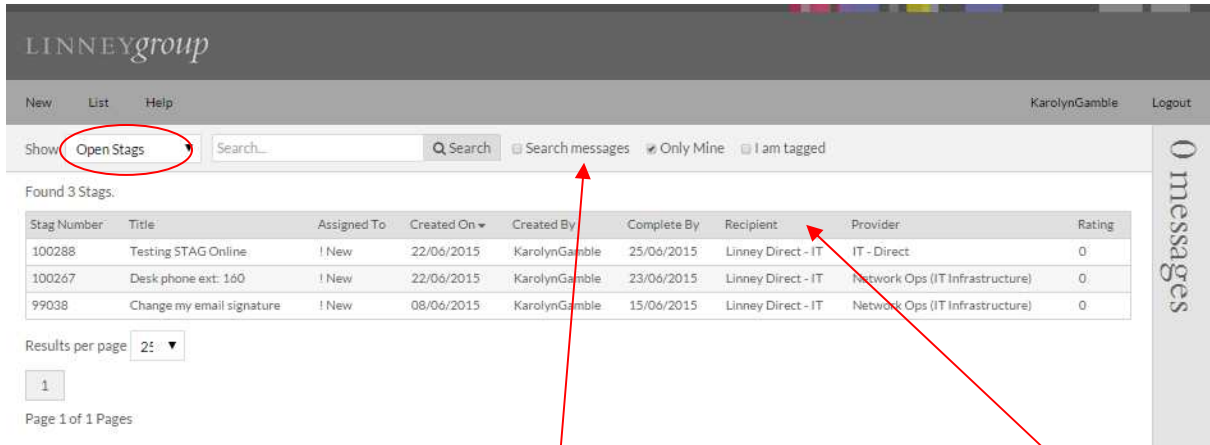 LINNEYgroup
New List Help KarolynGamble Logout
Show Open Stags Search... Search Search messages Only Mine I am tagged
0 messages
Found 3 Stags.
Stag Number Title Assigned To Created On Created By Complete By Recipient Provider Rating
100288 Testing STAG Online ! New 22/06/2015 KarolynGamble 25/06/2015 Linney Direct - IT IT - Direct 0
100267 Desk phone ext: 160 ! New 22/06/2015 KarolynGamble 23/06/2015 Linney Direct - IT Network Ops (IT Infrastructure) 0
99038 Change my email signature ! New 08/06/2015 KarolynGamble 15/06/2015 Linney Direct - IT Network Ops (IT Infrastructure) 0
Results per page
1
Page 1 of 1 Pages